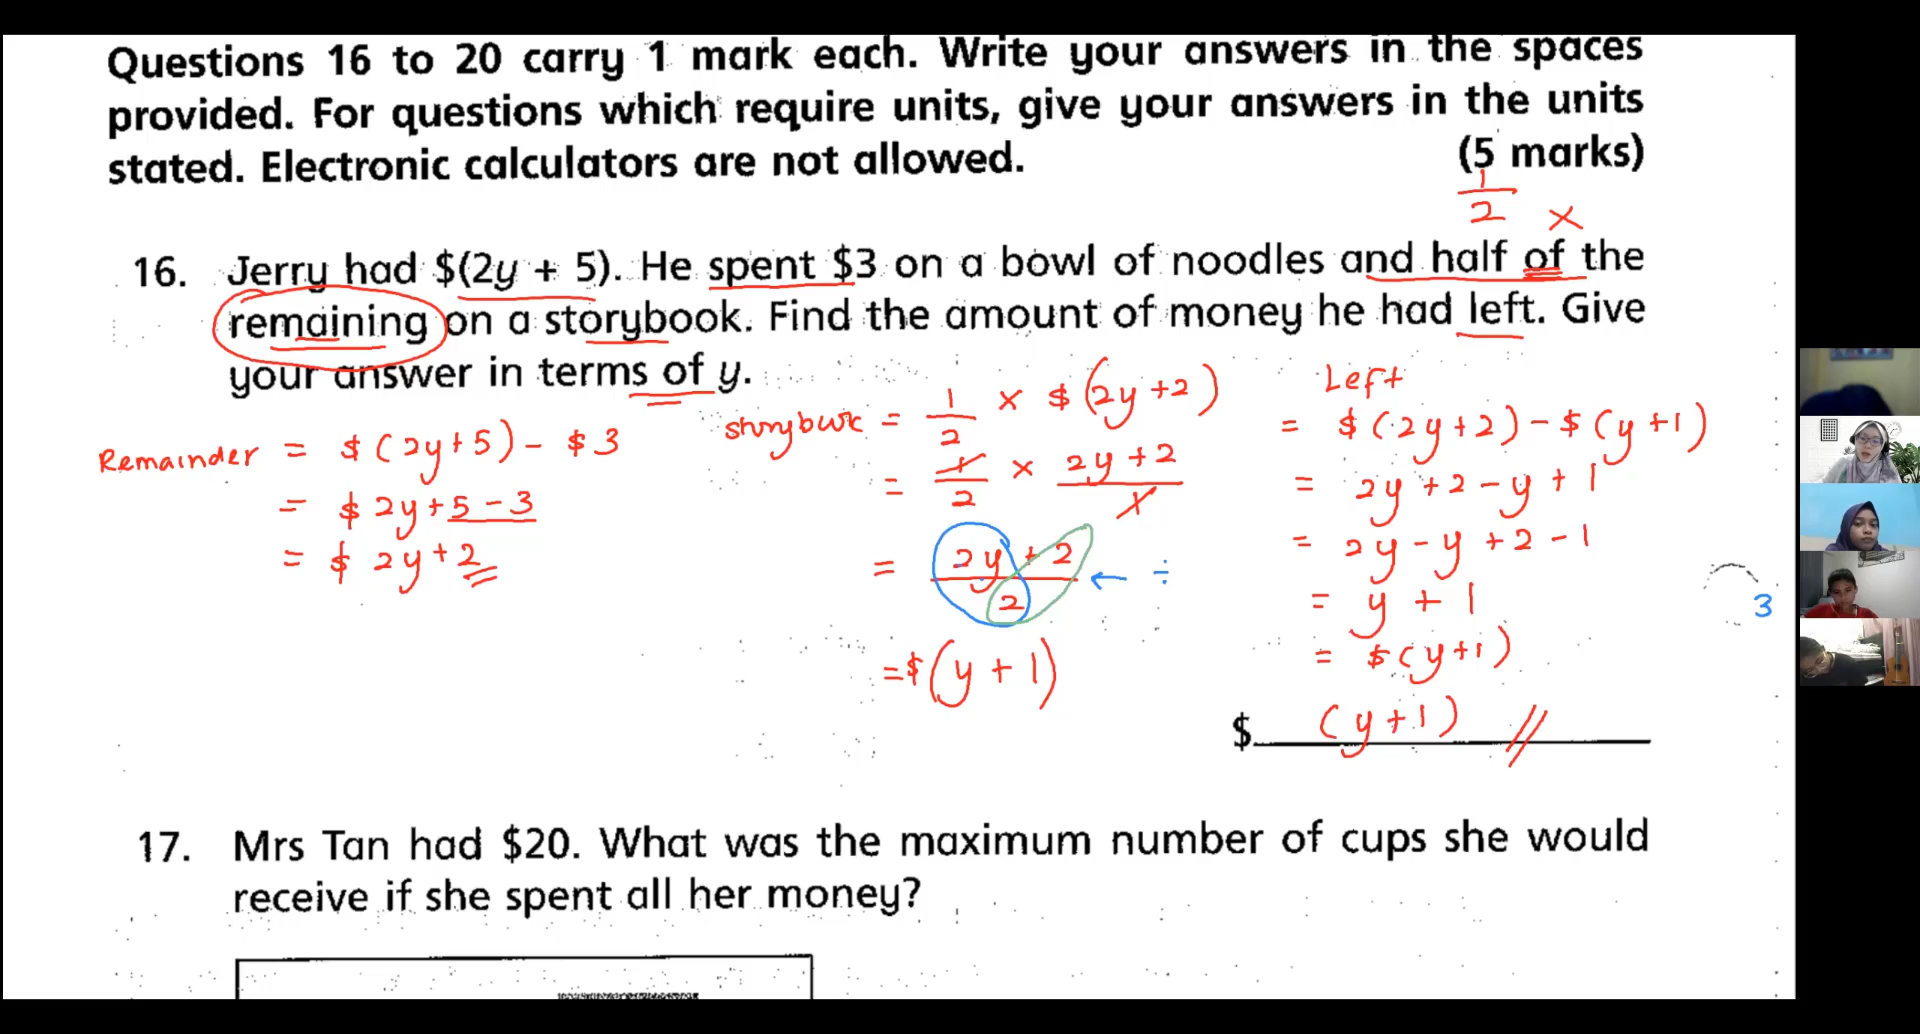 Questions 16 to 20 carry 1 mark each. Write your answers in the spaces
provided. For questions which require units, give your answers in the units
stated. Electronic calculators are not allowed. (5 marks)
1/2 ×
16. Jerry had $(2y + 5). He spent $3 on a bowl of noodles and half of the
remaining on a storybook. Find the amount of money he had left. Give
your answer in terms of y.
Remainder = $(2y+5) - $3
= $2y+5-3
= $2y+2
= 1/2 × $(2y+2)
= 1/2 × 2y+2/1
= 2y+2/2 ← ÷
= $(y+1)
Left
= $(2y+2) - $(y+1)
= 2y+2-y+1
= 2y-y+2-1
= y+1
= $(y+1)
3
$ (y+1)
17. Mrs Tan had $20. What was the maximum number of cups she would
receive if she spent all her money?